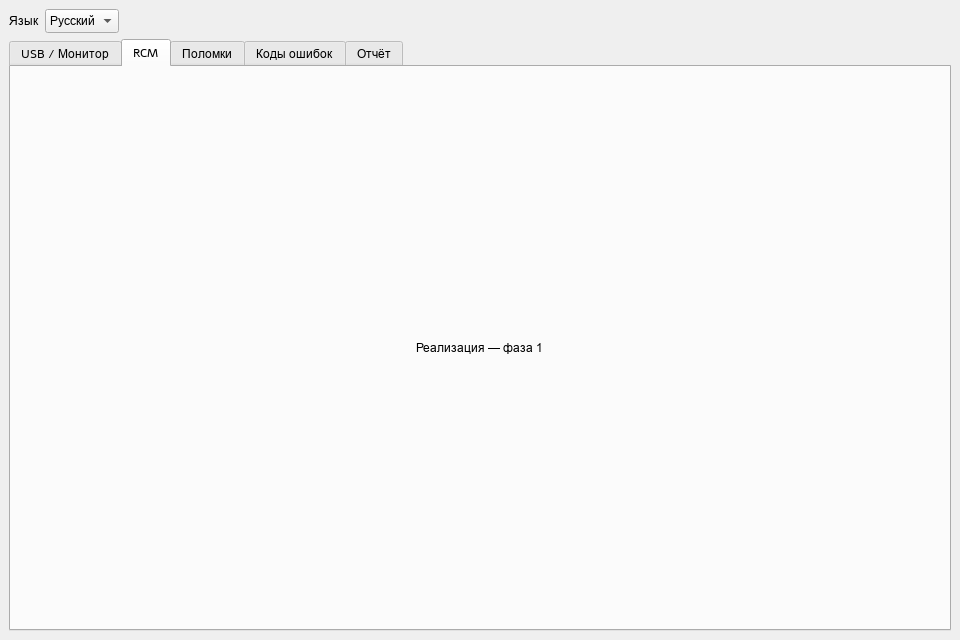 Язык Русский
USB / Монитор RCM Поломки Коды ошибок Отчёт
Реализация — фаза 1